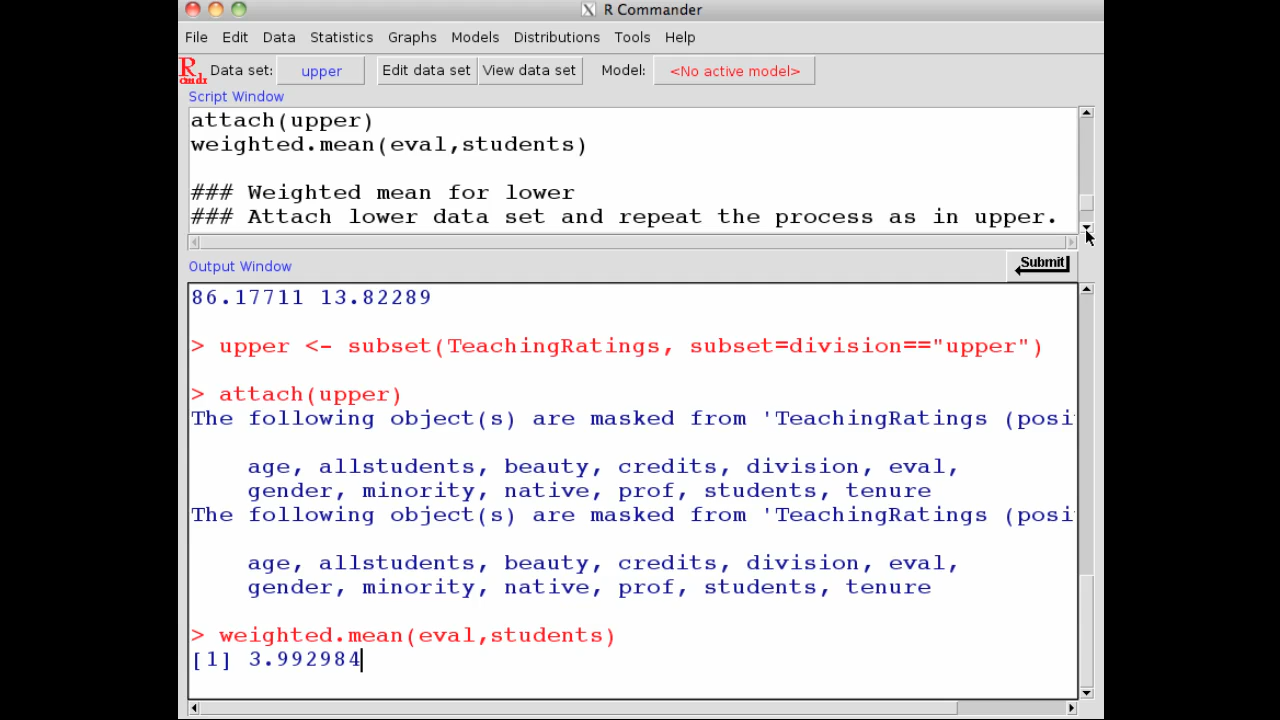 R Commander
File Edit Data Statistics Graphs Models Distributions Tools Help
R cmdr Data set: upper Edit data set View data set Model: <No active model>
Script Window
attach(upper)
weighted.mean(eval,students)
### Weighted mean for lower
### Attach lower data set and repeat the process as in upper.
Output Window Submit
86.17711 13.82289
> upper <- subset(TeachingRatings, subset=division=="upper")
> attach(upper)
The following object(s) are masked from 'TeachingRatings (posi
age, allstudents, beauty, credits, division, eval,
gender, minority, native, prof, students, tenure
The following object(s) are masked from 'TeachingRatings (posi
age, allstudents, beauty, credits, division, eval,
gender, minority, native, prof, students, tenure
> weighted.mean(eval,students)
[1] 3.992984